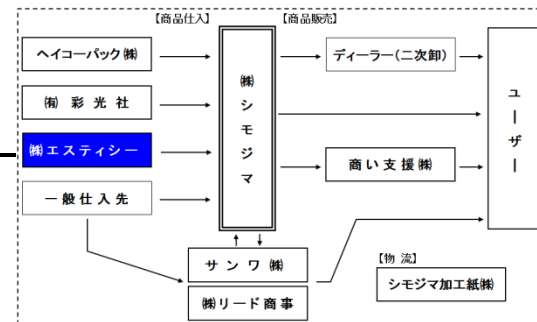 【商品仕入】
【商品販売】
ヘイコーパック㈱
㈲ 彩光社
㈱エスティシー
一般仕入先
㈱シモジマ
ディーラー(二次卸)
商い支援㈱
ユーザー
サンワ㈱
㈱リード商事
【物流】
シモジマ加工紙㈱